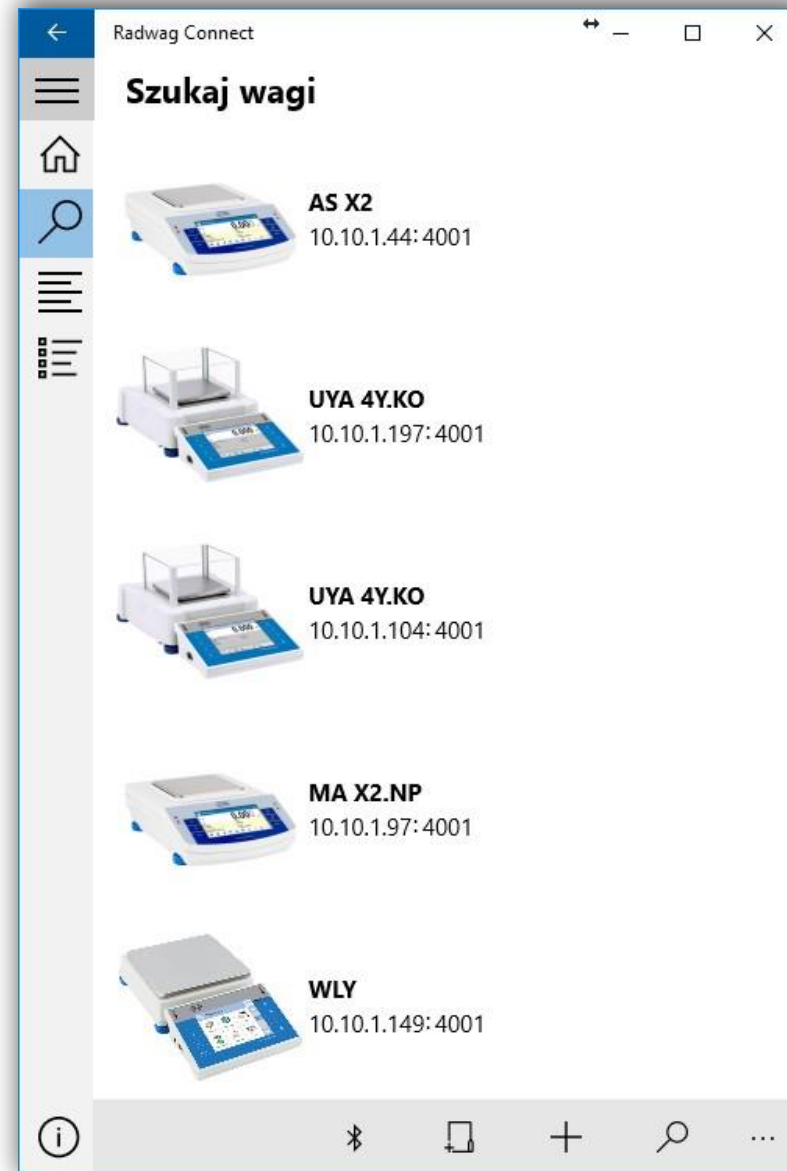 Radwag Connect
Szukaj wagi
AS X2
10.10.1.44:4001
UYA 4Y.KO
10.10.1.197:4001
UYA 4Y.KO
10.10.1.104:4001
MA X2.NP
10.10.1.97:4001
WLY
10.10.1.149:4001